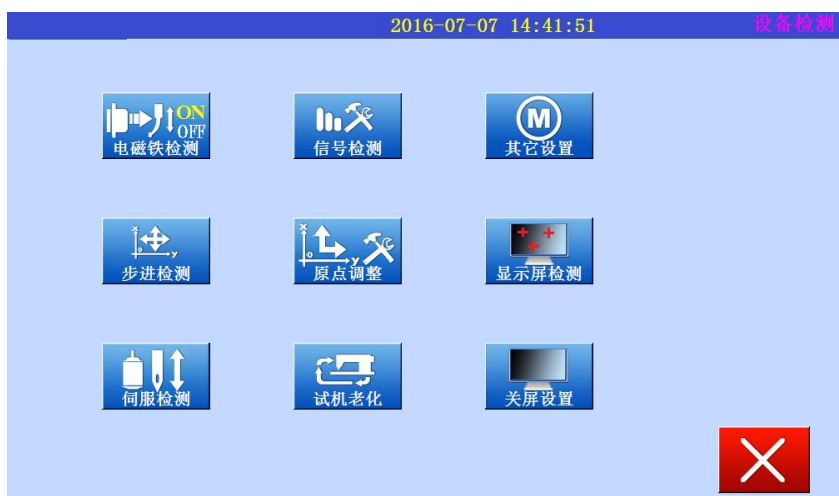 2016-07-07 14:41:51
设备检测
ON
OFF
电磁铁检测
信号检测
M
其它设置
x
y
o
步进检测
x
y
o
原点调整
显示屏检测
伺服检测
试机老化
关屏设置